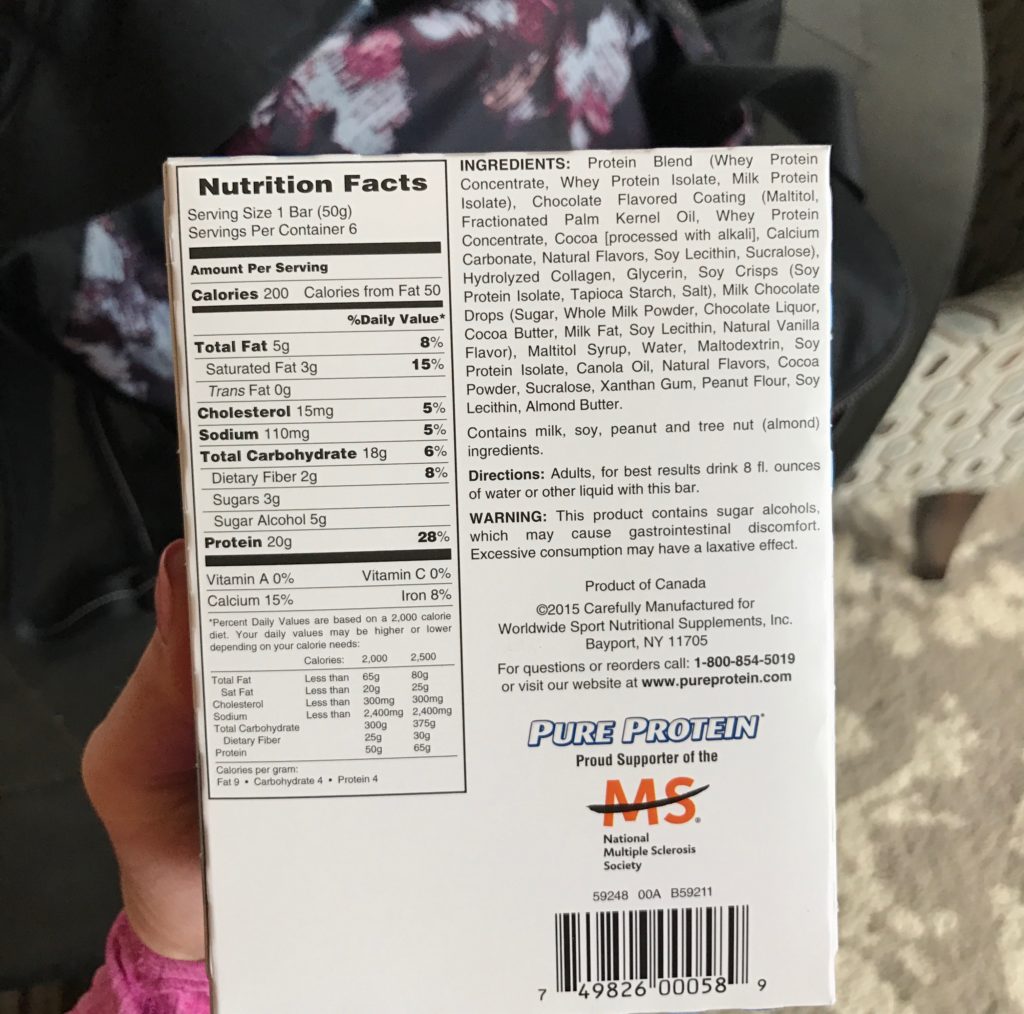 Nutrition Facts
Serving Size 1 Bar (50g)
Servings Per Container 6
Amount Per Serving
Calories 200 Calories from Fat 50
%Daily Value*
Total Fat 5g 8%
Saturated Fat 3g 15%
Trans Fat 0g
Cholesterol 15mg 5%
Sodium 110mg 5%
Total Carbohydrate 18g 6%
Dietary Fiber 2g 8%
Sugars 3g
Sugar Alcohol 5g
Protein 20g 28%
Vitamin A 0% Vitamin C 0%
Calcium 15% Iron 8%
*Percent Daily Values are based on a 2,000 calorie
diet. Your daily values may be higher or lower
depending on your calorie needs:
Calories: 2,000 2,500
Total Fat Less than 65g 80g
Sat Fat Less than 20g 25g
Cholesterol Less than 300mg 300mg
Sodium Less than 2,400mg 2,400mg
Total Carbohydrate 300g 375g
Dietary Fiber 25g 30g
Protein 50g 65g
Calories per gram:
Fat 9 • Carbohydrate 4 • Protein 4
INGREDIENTS: Protein Blend (Whey Protein
Concentrate, Whey Protein Isolate, Milk Protein
Isolate), Chocolate Flavored Coating (Maltitol,
Fractionated Palm Kernel Oil, Whey Protein
Concentrate, Cocoa [processed with alkali], Calcium
Carbonate, Natural Flavors, Soy Lecithin, Sucralose),
Hydrolyzed Collagen, Glycerin, Soy Crisps (Soy
Protein Isolate, Tapioca Starch, Salt), Milk Chocolate
Drops (Sugar, Whole Milk Powder, Chocolate Liquor,
Cocoa Butter, Milk Fat, Soy Lecithin, Natural Vanilla
Flavor), Maltitol Syrup, Water, Maltodextrin, Soy
Protein Isolate, Canola Oil, Natural Flavors, Cocoa
Powder, Sucralose, Xanthan Gum, Peanut Flour, Soy
Lecithin, Almond Butter.
Contains milk, soy, peanut and tree nut (almond)
ingredients.
Directions: Adults, for best results drink 8 fl. ounces
of water or other liquid with this bar.
WARNING: This product contains sugar alcohols,
which may cause gastrointestinal discomfort.
Excessive consumption may have a laxative effect.
Product of Canada
©2015 Carefully Manufactured for
Worldwide Sport Nutritional Supplements, Inc.
Bayport, NY 11705
For questions or reorders call: 1-800-854-5019
or visit our website at www.pureprotein.com
PURE PROTEIN®
Proud Supporter of the
MS®
National
Multiple Sclerosis
Society
59248 00A B59211
7 49826 00058 9